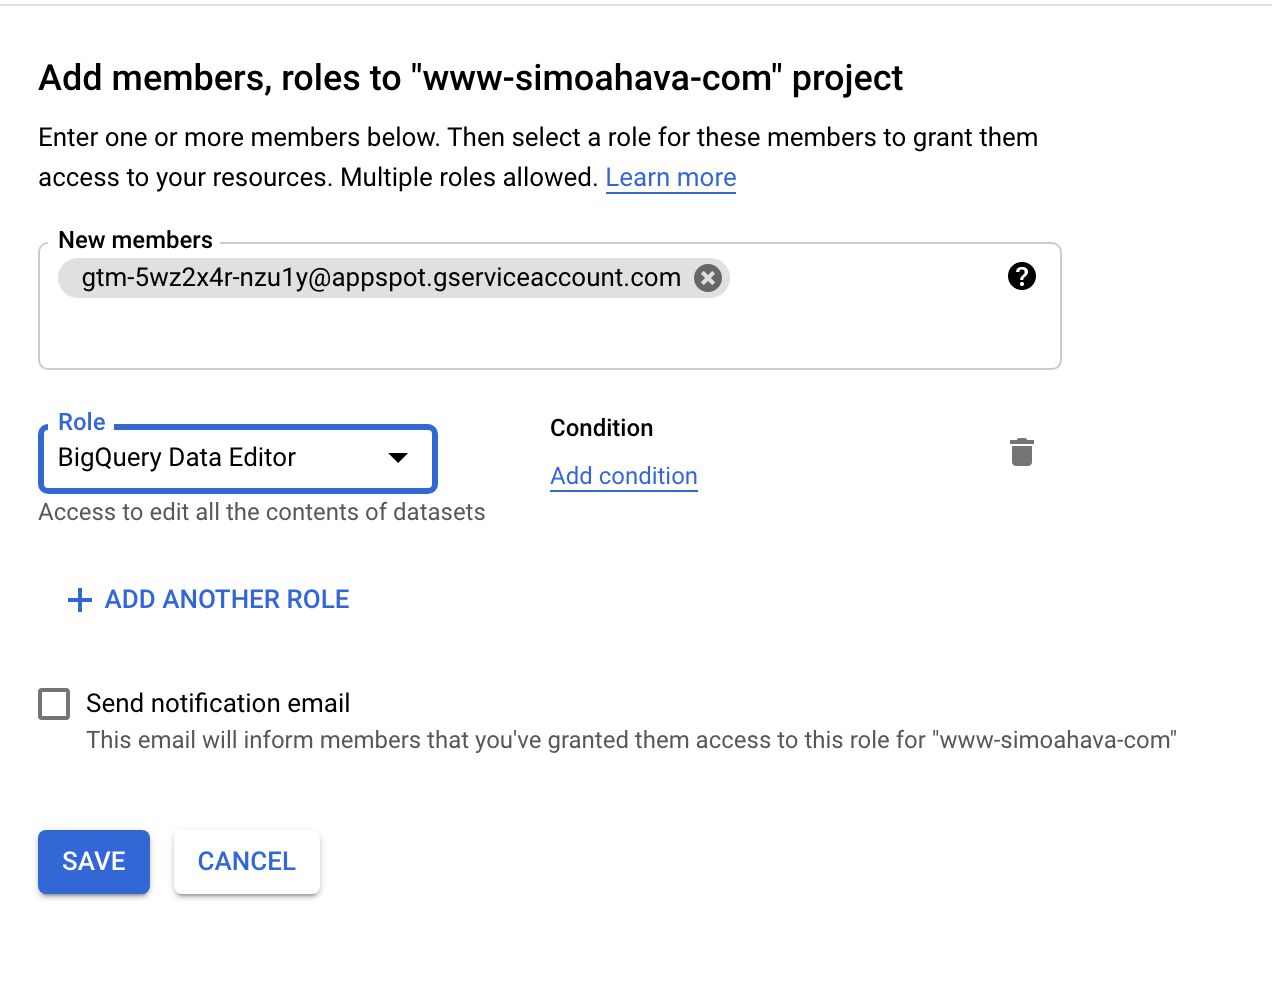 Add members, roles to "www-simoahava-com" project
Enter one or more members below. Then select a role for these members to grant them
access to your resources. Multiple roles allowed. Learn more
New members
gtm-5wz2x4r-nzu1y@appspot.gserviceaccount.com
Role
BigQuery Data Editor
Access to edit all the contents of datasets
Condition
Add condition
ADD ANOTHER ROLE
Send notification email
This email will inform members that you've granted them access to this role for "www-simoahava-com"
SAVE
CANCEL